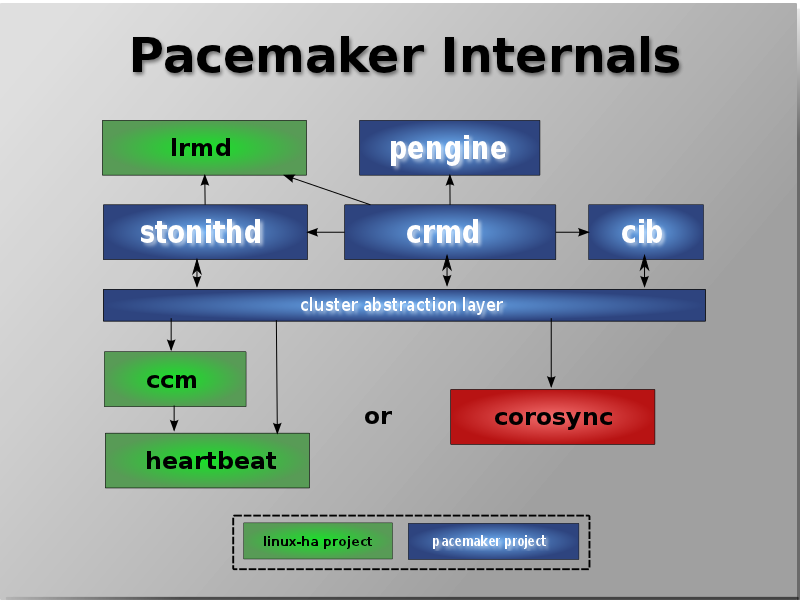 Pacemaker Internals
lrmd
pengine
stonithd
crmd
cib
cluster abstraction layer
ccm
or
corosync
heartbeat
linux-ha project
pacemaker project